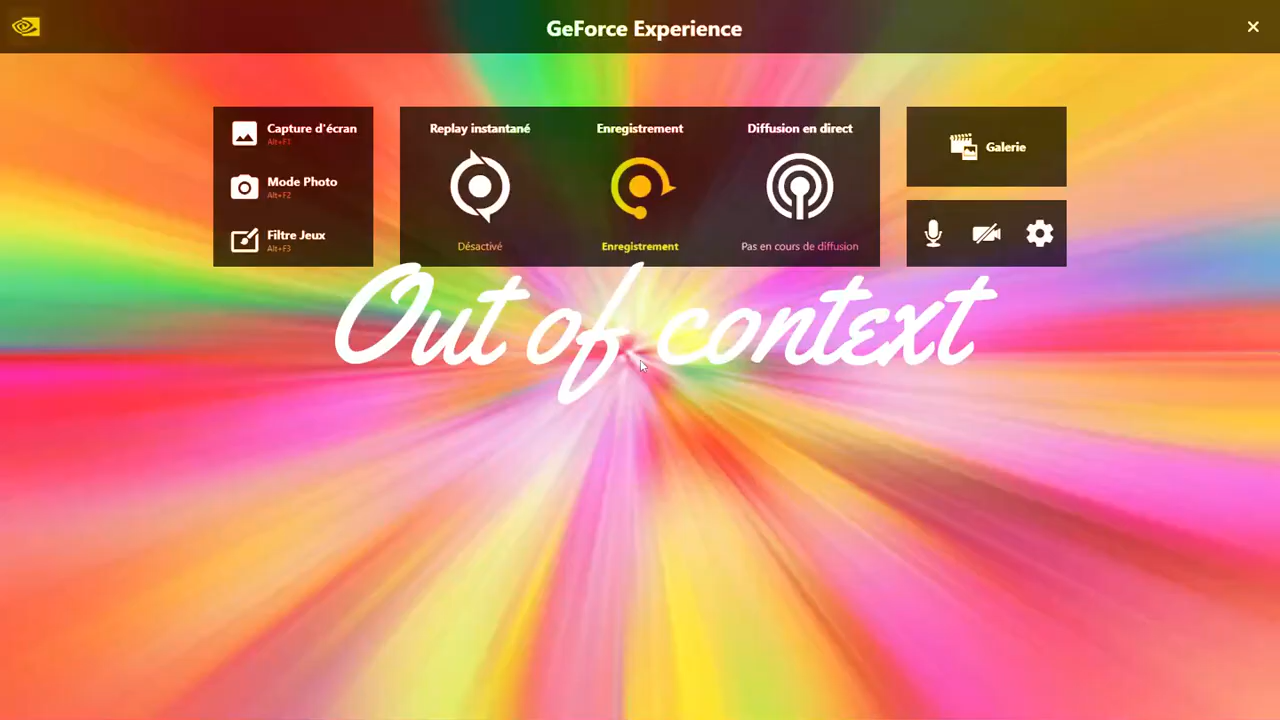 GeForce Experience
Capture d'écran
Alt+F1
Mode Photo
Alt+F2
Filtre Jeux
Alt+F3
Replay instantané
Désactivé
Enregistrement
Enregistrement
Diffusion en direct
Pas en cours de diffusion
Galerie
Out of context